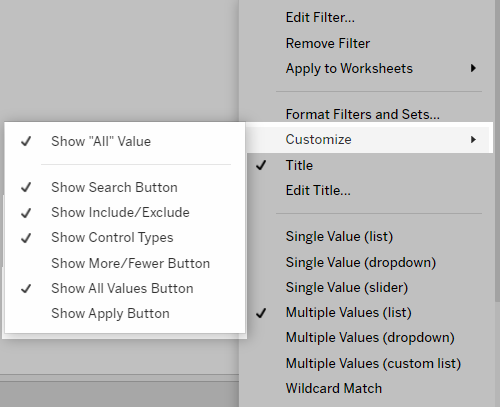 Edit Filter...
Remove Filter
Apply to Worksheets
Format Filters and Sets...
Customize
Title
Edit Title...
Single Value (list)
Single Value (dropdown)
Single Value (slider)
Multiple Values (list)
Multiple Values (dropdown)
Multiple Values (custom list)
Wildcard Match
Show "All" Value
Show Search Button
Show Include/Exclude
Show Control Types
Show More/Fewer Button
Show All Values Button
Show Apply Button